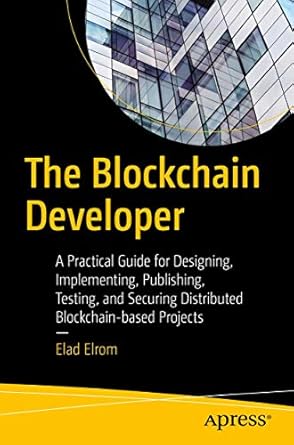 The Blockchain
Developer
A Practical Guide for Designing,
Implementing, Publishing,
Testing, and Securing Distributed
Blockchain-based Projects
—
Elad Elrom
Apress®